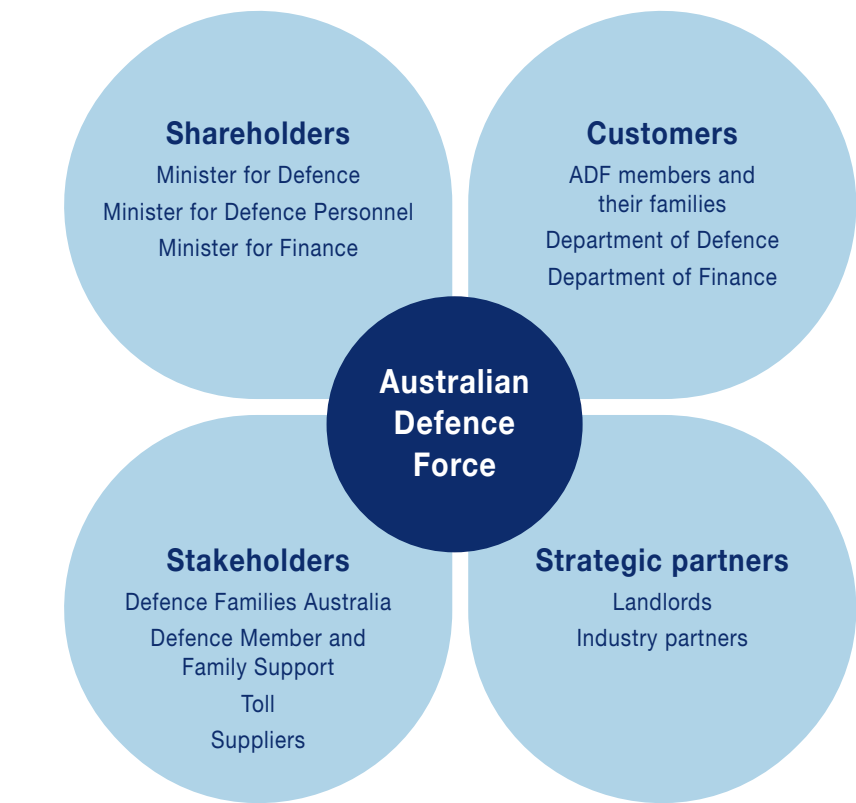 Shareholders
Minister for Defence
Minister for Defence Personnel
Minister for Finance
Customers
ADF members and
their families
Department of Defence
Department of Finance
Australian
Defence
Force
Stakeholders
Defence Families Australia
Defence Member and
Family Support
Toll
Suppliers
Strategic partners
Landlords
Industry partners